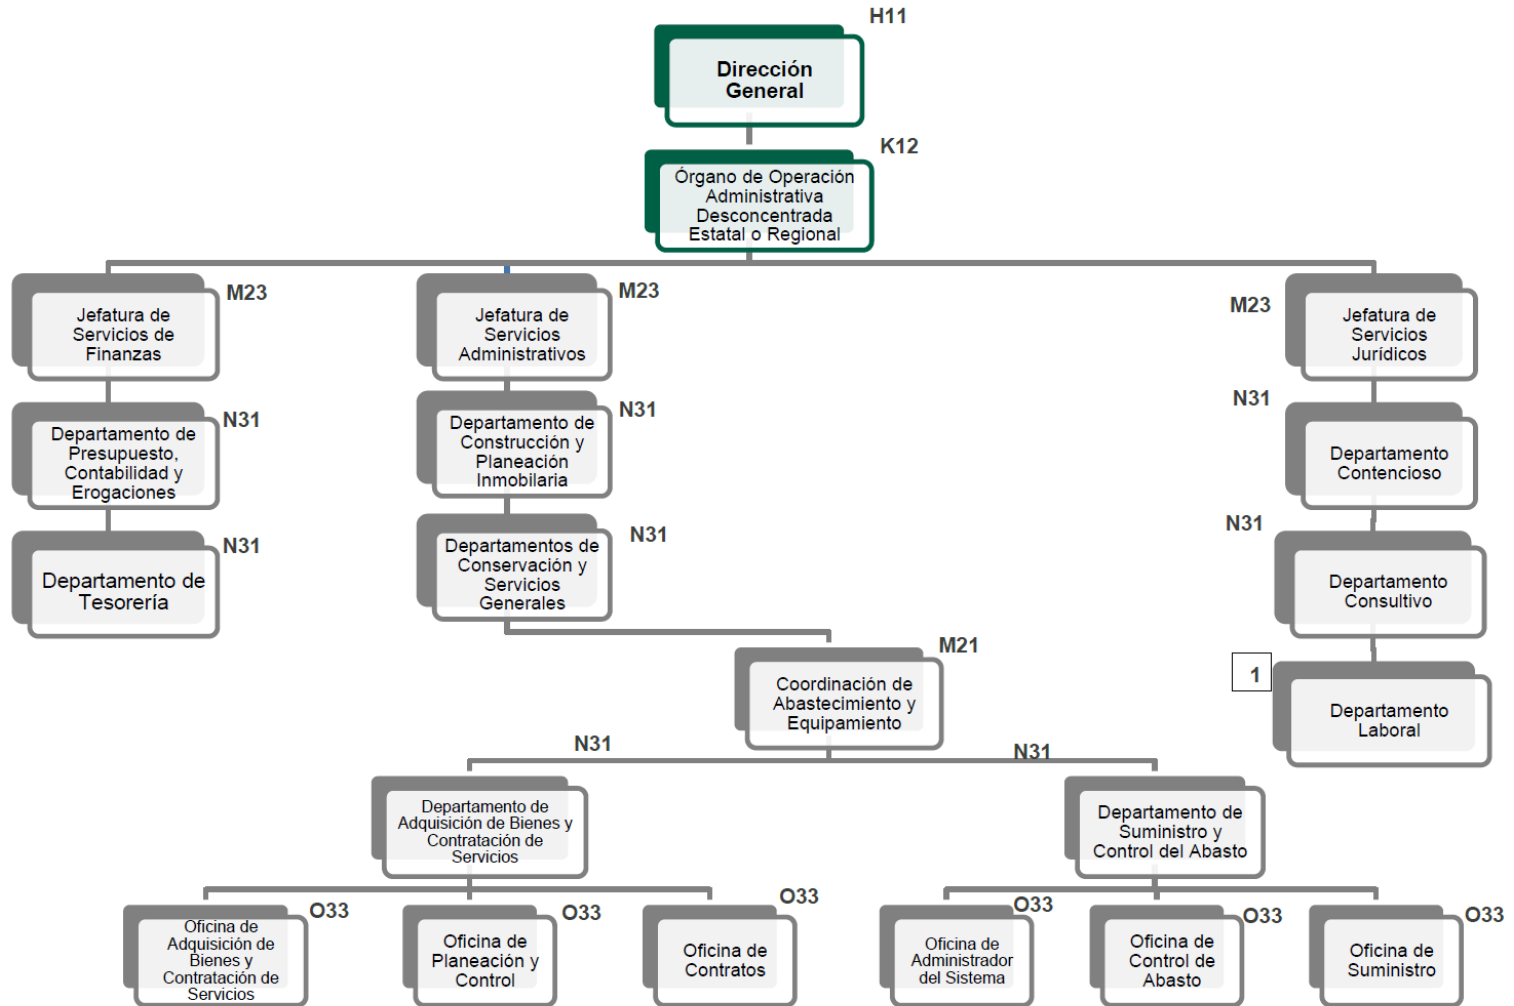 H11
Dirección
General
K12
Órgano de Operación
Administrativa
Desconcentrada
Estatal o Regional
M23
Jefatura de
Servicios de
Finanzas
M23
Jefatura de
Servicios
Administrativos
M23
Jefatura de
Servicios
Jurídicos
N31
Departamento de
Presupuesto,
Contabilidad y
Erogaciones
N31
Departamento de
Construcción y
Planeación
Inmobilaria
N31
Departamento
Contencioso
N31
Departamento de
Tesorería
N31
Departamentos de
Conservación y
Servicios
Generales
N31
Departamento
Consultivo
M21
Coordinación de
Abastecimiento y
Equipamiento
1
Departamento
Laboral
N31
Departamento de
Adquisición de Bienes y
Contratación de
Servicios
N31
Departamento de
Suministro y
Control del Abasto
O33
Oficina de
Adquisición de
Bienes y
Contratación de
Servicios
O33
Oficina de
Planeación y
Control
O33
Oficina de
Contratos
O33
Oficina de
Administrador
del Sistema
O33
Oficina de
Control de
Abasto
O33
Oficina de
Suministro